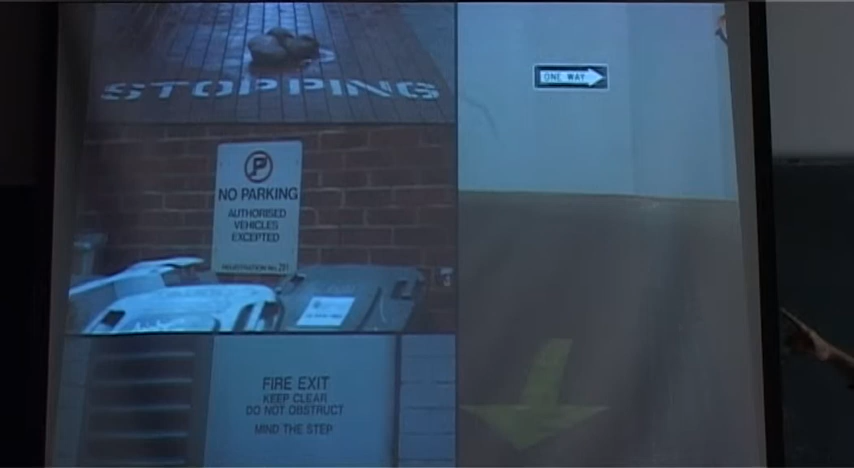 STOPPING
P
NO PARKING
AUTHORISED
VEHICLES
EXCEPTED
FIRE EXIT
KEEP CLEAR
DO NOT OBSTRUCT
MIND THE STEP
ONE WAY